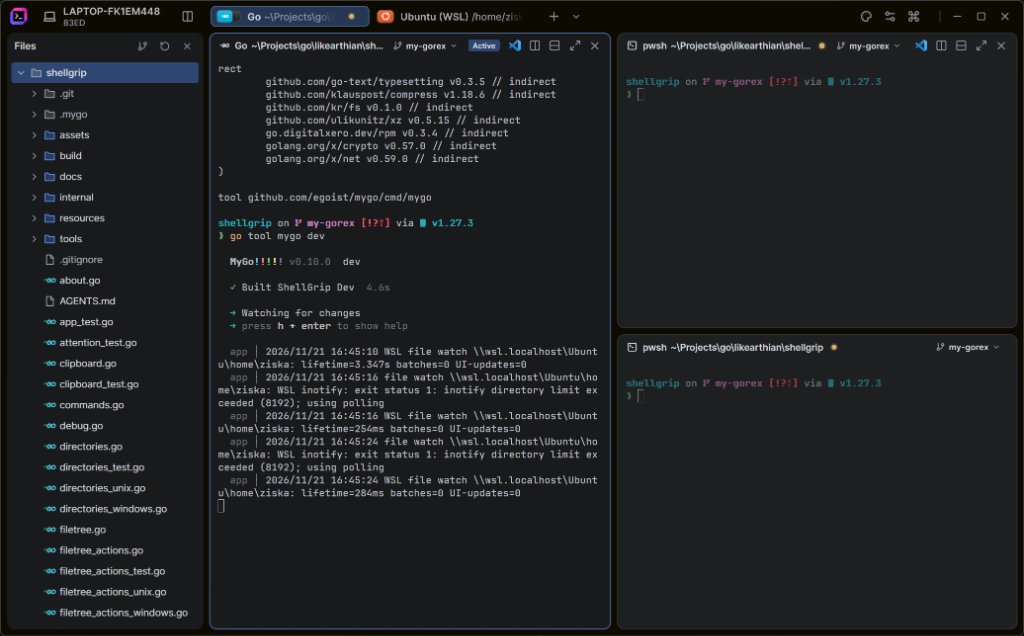 LAPTOP-FK1EM448
83ED
Go ~\Projects\go\
Ubuntu (WSL) /home/zisk
Files
shellgrip
.git
.mygo
assets
build
docs
internal
resources
tools
.gitignore
about.go
AGENTS.md
app_test.go
attention_test.go
clipboard.go
clipboard_test.go
commands.go
debug.go
directories.go
directories_test.go
directories_unix.go
directories_windows.go
filetree.go
filetree_actions.go
filetree_actions_test.go
filetree_actions_unix.go
filetree_actions_windows.go
Go ~\Projects\go\likearthian\sh... my-gorex Active
rect
github.com/go-text/typesetting v0.3.5 // indirect
github.com/klauspost/compress v1.18.6 // indirect
github.com/kr/fs v0.1.0 // indirect
github.com/ulikunitz/xz v0.5.15 // indirect
go.digitalxero.dev/rpm v0.3.4 // indirect
golang.org/x/crypto v0.57.0 // indirect
golang.org/x/net v0.59.0 // indirect
)
tool github.com/egoist/mygo/cmd/mygo
shellgrip on my-gorex [!?⇡] via v1.27.3
❱ go tool mygo dev
MyGo!!!!! v0.10.0 dev
✓ Built ShellGrip Dev 4.6s
→ Watching for changes
→ press h + enter to show help
app | 2026/11/21 16:45:10 WSL file watch \\wsl.localhost\Ubunt
u\home\ziska: lifetime=3.347s batches=0 UI-updates=0
app | 2026/11/21 16:45:16 file watch \\wsl.localhost\Ubuntu\ho
me\ziska: WSL inotify: exit status 1: inotify directory limit ex
ceeded (8192); using polling
app | 2026/11/21 16:45:16 WSL file watch \\wsl.localhost\Ubunt
u\home\ziska: lifetime=254ms batches=0 UI-updates=0
app | 2026/11/21 16:45:24 file watch \\wsl.localhost\Ubuntu\ho
me\ziska: WSL inotify: exit status 1: inotify directory limit ex
ceeded (8192); using polling
app | 2026/11/21 16:45:24 WSL file watch \\wsl.localhost\Ubunt
u\home\ziska: lifetime=284ms batches=0 UI-updates=0
pwsh ~\Projects\go\likearthian\shel... my-gorex
shellgrip on my-gorex [!?⇡] via v1.27.3
❱
pwsh ~\Projects\go\likearthian\shellgrip my-gorex
shellgrip on my-gorex [!?⇡] via v1.27.3
❱